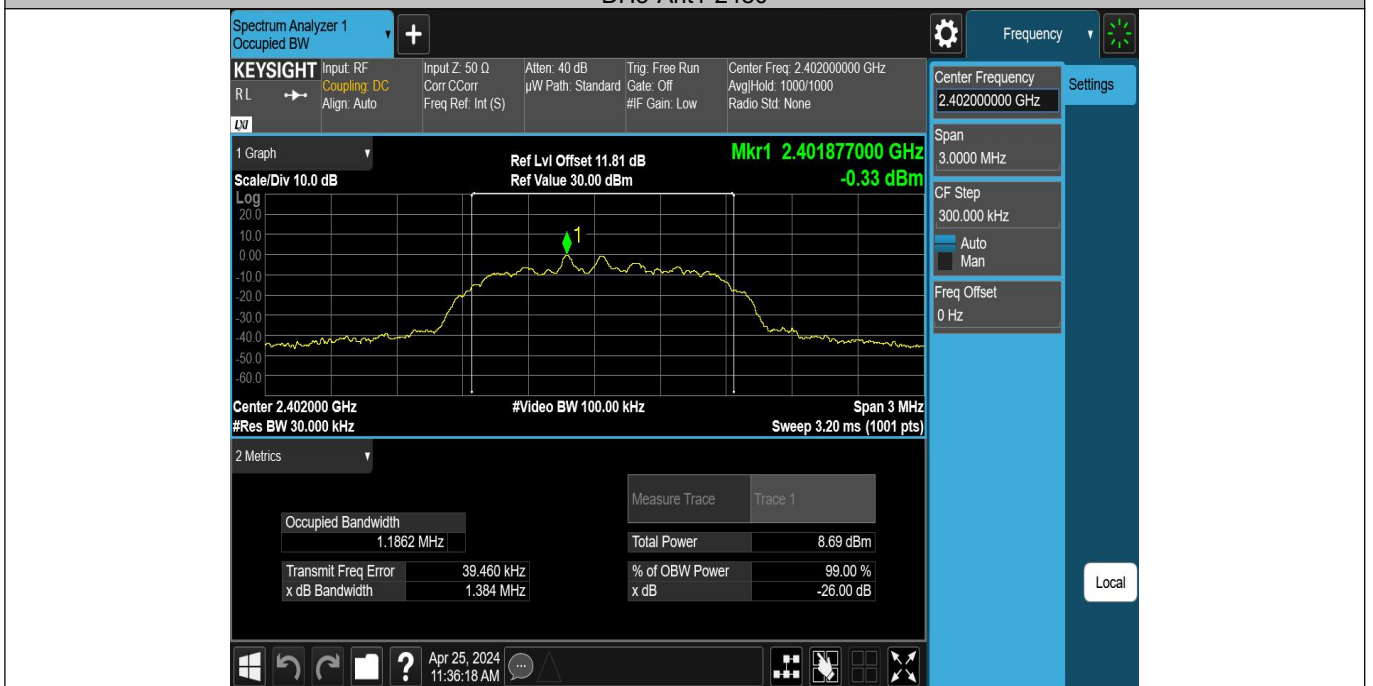 Spectrum Analyzer 1
Occupied BW
+
Frequency
KEYSIGHT
RL
LXI
Input: RF
Coupling: DC
Align: Auto
Input Z: 50 Ω
Corr CCorr
Freq Ref: Int (S)
Atten: 40 dB
µW Path: Standard
Trig: Free Run
Gate: Off
#IF Gain: Low
Center Freq: 2.402000000 GHz
Avg|Hold: 1000/1000
Radio Std: None
Center Frequency
2.402000000 GHz
Settings
Span
3.0000 MHz
CF Step
300.000 kHz
Auto
Man
Freq Offset
0 Hz
Local
1 Graph
Scale/Div 10.0 dB
Ref Lvl Offset 11.81 dB
Ref Value 30.00 dBm
Mkr1 2.401877000 GHz
-0.33 dBm
Log
20.0
10.0
0.00
-10.0
-20.0
-30.0
-40.0
-50.0
-60.0
1
Center 2.402000 GHz
#Res BW 30.000 kHz
#Video BW 100.00 kHz
Span 3 MHz
Sweep 3.20 ms (1001 pts)
2 Metrics
Measure Trace Trace 1
Occupied Bandwidth
1.1862 MHz
Total Power 8.69 dBm
Transmit Freq Error 39.460 kHz
% of OBW Power 99.00 %
x dB Bandwidth 1.384 MHz
x dB -26.00 dB
?
Apr 25, 2024
11:36:18 AM